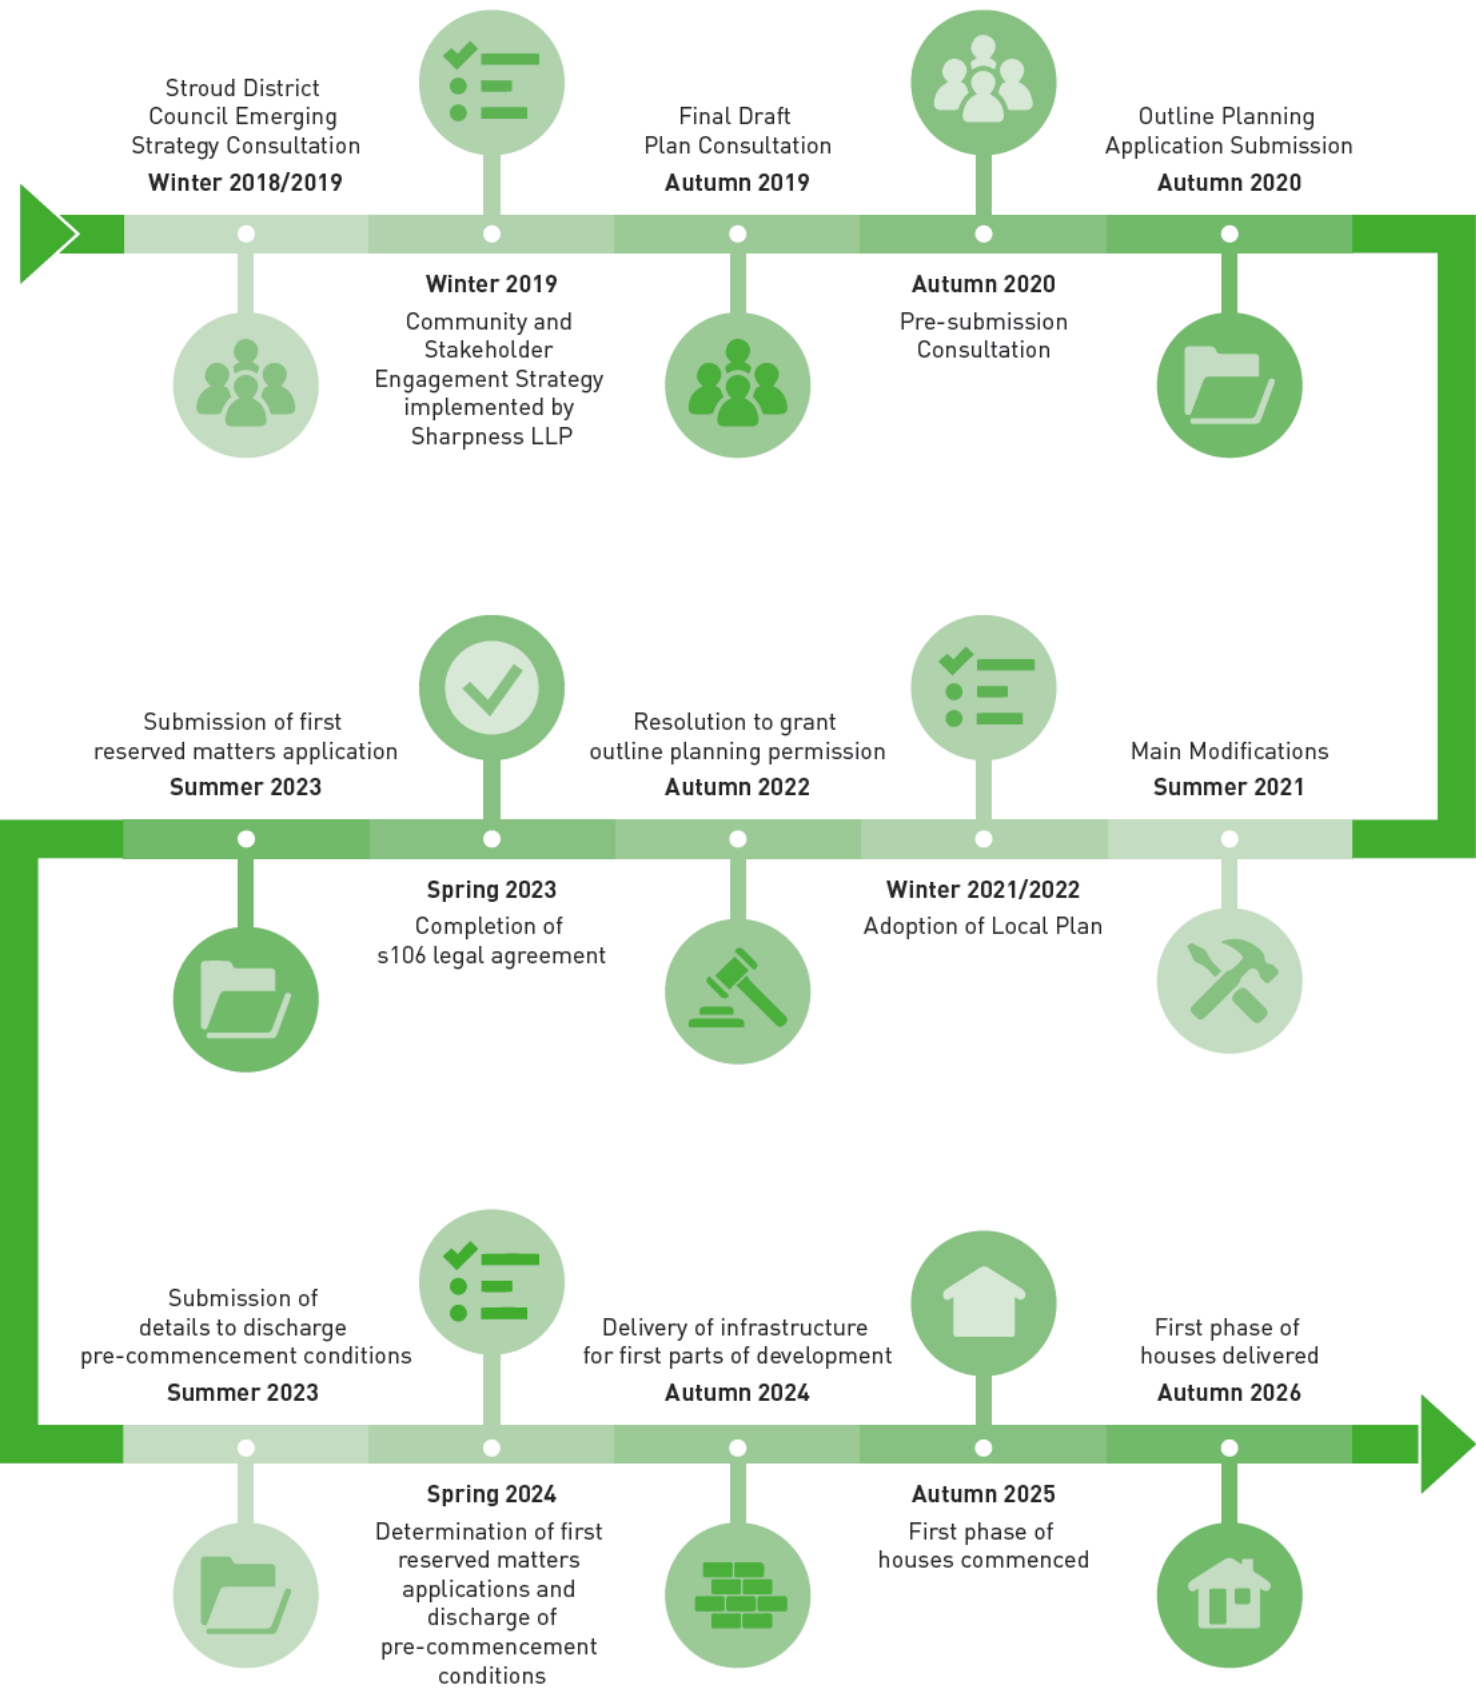 Stroud District
Council Emerging
Strategy Consultation
Winter 2018/2019
Winter 2019
Community and
Stakeholder
Engagement Strategy
implemented by
Sharpness LLP
Final Draft
Plan Consultation
Autumn 2019
Autumn 2020
Pre-submission
Consultation
Outline Planning
Application Submission
Autumn 2020
Main Modifications
Summer 2021
Winter 2021/2022
Adoption of Local Plan
Resolution to grant
outline planning permission
Autumn 2022
Spring 2023
Completion of
s106 legal agreement
Submission of first
reserved matters application
Summer 2023
Submission of
details to discharge
pre-commencement conditions
Summer 2023
Spring 2024
Determination of first
reserved matters
applications and
discharge of
pre-commencement
conditions
Delivery of infrastructure
for first parts of development
Autumn 2024
Autumn 2025
First phase of
houses commenced
First phase of
houses delivered
Autumn 2026